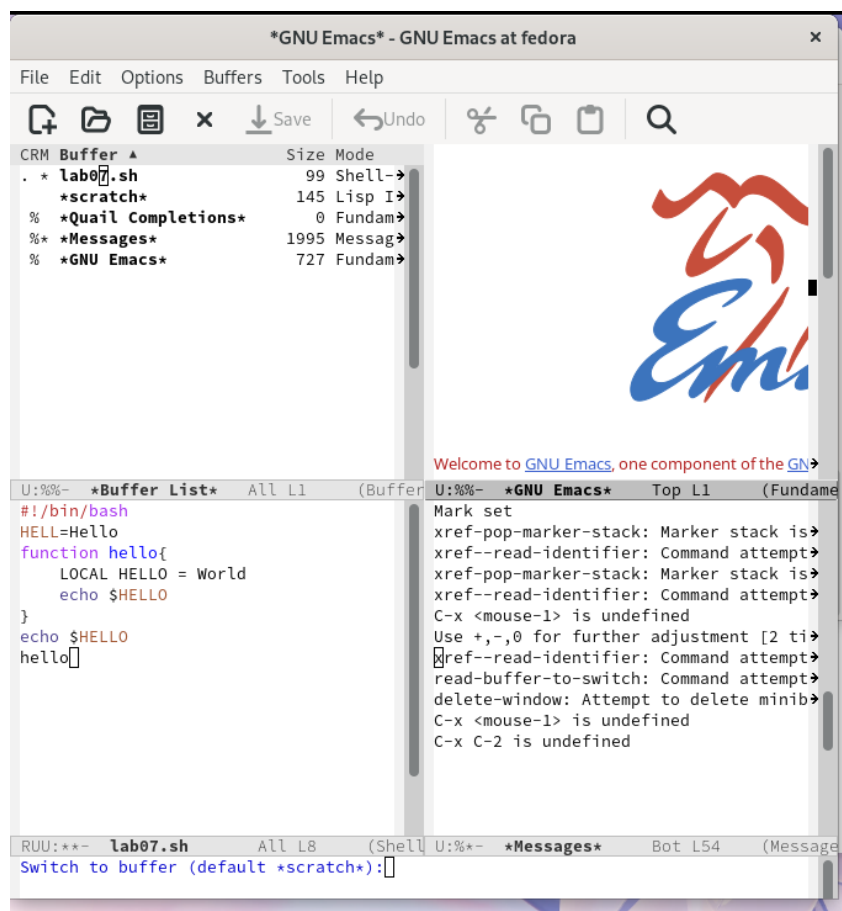 *GNU Emacs* - GNU Emacs at fedora
File Edit Options Buffers Tools Help
Save Undo
CRM Buffer ▲ Size Mode
. * lab07.sh 99 Shell-
*scratch* 145 Lisp I
% *Quail Completions* 0 Fundam
%* *Messages* 1995 Messag
% *GNU Emacs* 727 Fundam
U:%%- *Buffer List* All L1 (Buffer
Em
Welcome to GNU Emacs, one component of the GN
U:%%- *GNU Emacs* Top L1 (Fundame
#!/bin/bash
HELL=Hello
function hello{
LOCAL HELLO = World
echo $HELLO
}
echo $HELLO
hello
RUU:**- lab07.sh All L8 (Shell
Mark set
xref-pop-marker-stack: Marker stack is
xref--read-identifier: Command attempt
xref-pop-marker-stack: Marker stack is
xref--read-identifier: Command attempt
C-x <mouse-1> is undefined
Use +,-,0 for further adjustment [2 ti
xref--read-identifier: Command attempt
read-buffer-to-switch: Command attempt
delete-window: Attempt to delete minib
C-x <mouse-1> is undefined
C-x C-2 is undefined
U:%*- *Messages* Bot L54 (Message
Switch to buffer (default *scratch*):